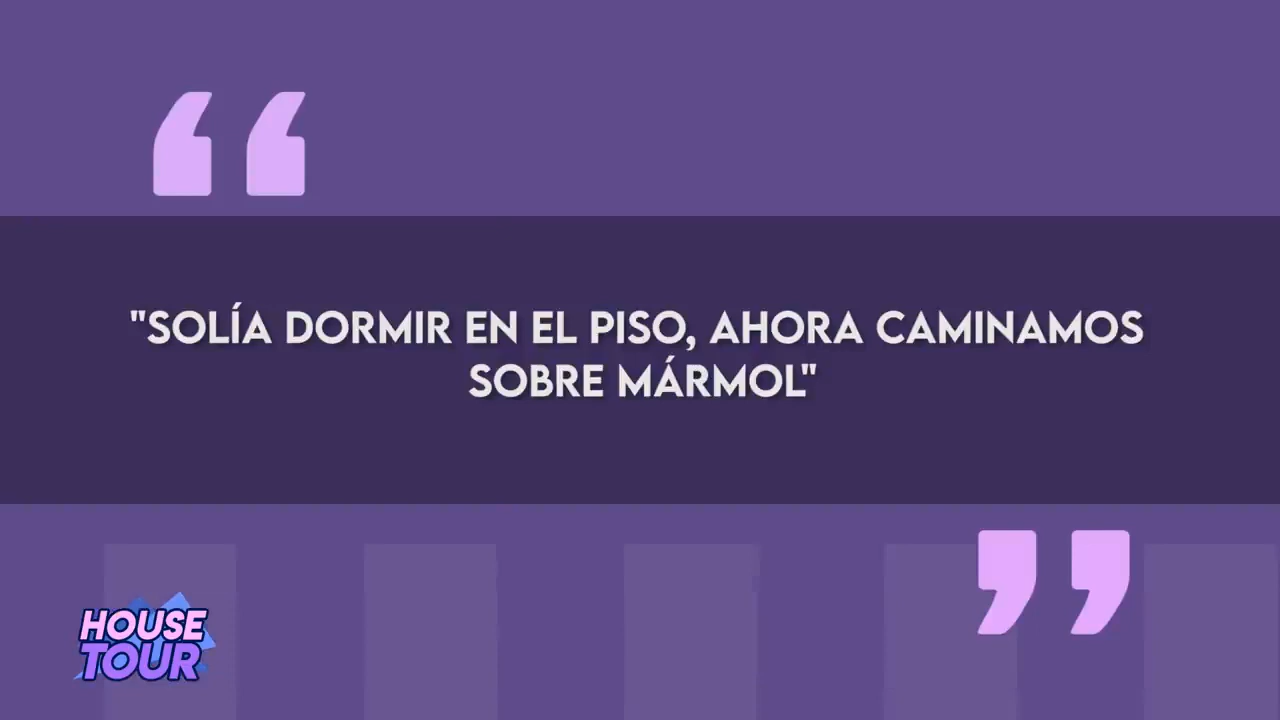 "SOLÍA DORMIR EN EL PISO, AHORA CAMINAMOS
SOBRE MÁRMOL"
HOUSE
TOUR